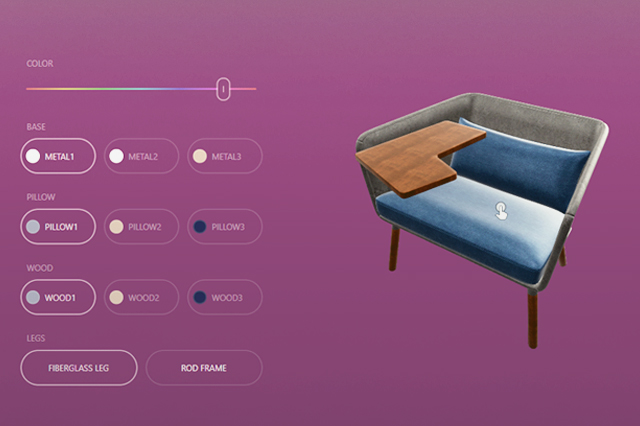 COLOR
BASE
METAL1 METAL2 METAL3
PILLOW
PILLOW1 PILLOW2 PILLOW3
WOOD
WOOD1 WOOD2 WOOD3
LEGS
FIBERGLASS LEG ROD FRAME